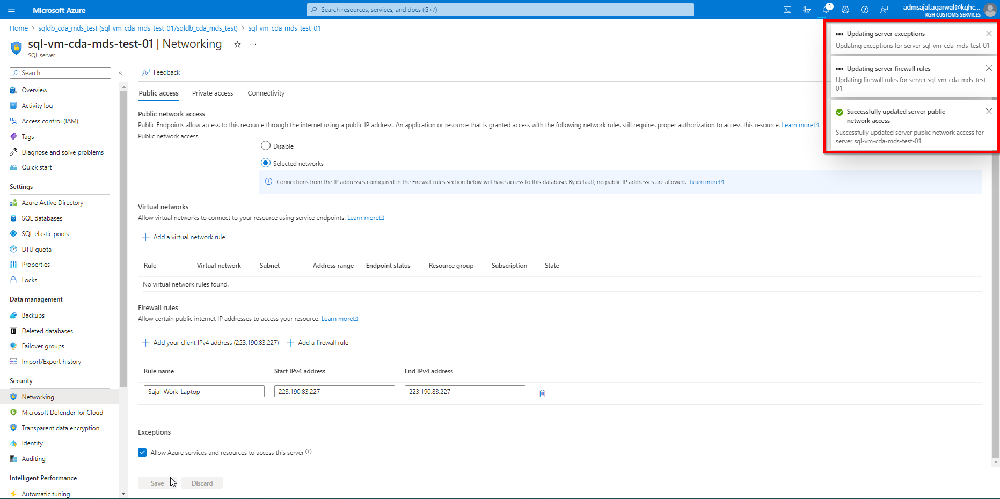 Microsoft Azure
Search resources, services, and docs (G+/)
3
admsajal.agarwal@kghc...
KGH CUSTOMS SERVICES
Home > sqldb_cda_mds_test (sql-vm-cda-mds-test-01/sqldb_cda_mds_test) > sql-vm-cda-mds-test-01
sql-vm-cda-mds-test-01 | Networking
SQL server
Search
Overview
Activity log
Access control (IAM)
Tags
Diagnose and solve problems
Quick start
Settings
Azure Active Directory
SQL databases
SQL elastic pools
DTU quota
Properties
Locks
Data management
Backups
Deleted databases
Failover groups
Import/Export history
Security
Networking
Microsoft Defender for Cloud
Transparent data encryption
Identity
Auditing
Intelligent Performance
Automatic tuning
Feedback
Public access Private access Connectivity
Public network access
Public Endpoints allow access to this resource through the internet using a public IP address. An application or resource that is granted access with the following network rules still requires proper authorization to access this resource. Learn more
Public network access
Disable
Selected networks
Connections from the IP addresses configured in the Firewall rules section below will have access to this database. By default, no public IP addresses are allowed. Learn more
Virtual networks
Allow virtual networks to connect to your resource using service endpoints. Learn more
Add a virtual network rule
Rule Virtual network Subnet Address range Endpoint status Resource group Subscription State
No virtual network rules found.
Firewall rules
Allow certain public internet IP addresses to access your resource. Learn more
Add your client IPv4 address (223.190.83.227) Add a firewall rule
Rule name Start IPv4 address End IPv4 address
Sajal-Work-Laptop 223.190.83.227 223.190.83.227
Exceptions
Allow Azure services and resources to access this server
Save Discard
Updating server exceptions
Updating exceptions for server sql-vm-cda-mds-test-01
Updating server firewall rules
Updating firewall rules for server sql-vm-cda-mds-test-
01
Successfully updated server public
network access
Successfully updated server public network access for
server sql-vm-cda-mds-test-01